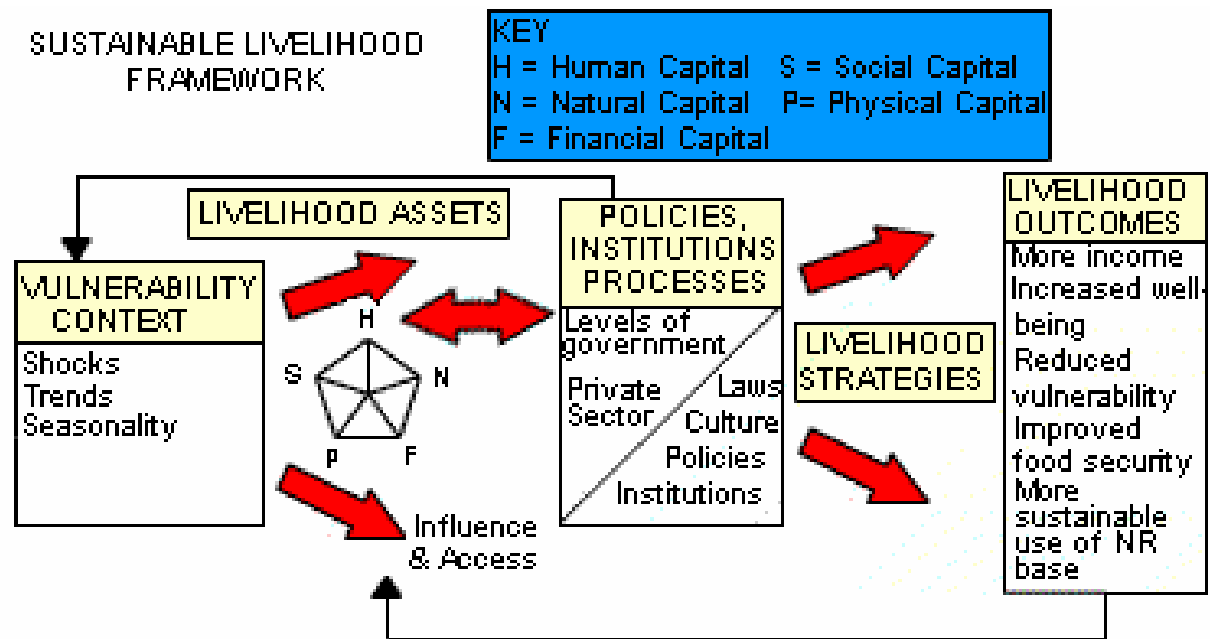 SUSTAINABLE LIVELIHOOD
FRAMEWORK
KEY
H = Human Capital S = Social Capital
N = Natural Capital P= Physical Capital
F = Financial Capital
LIVELIHOOD ASSETS
VULNERABILITY
CONTEXT
Shocks
Trends
Seasonality
H
S
N
P
F
Influence
& Access
POLICIES,
INSTITUTIONS
PROCESSES
Levels of
government
Private
Sector
Laws
Culture
Policies
Institutions
LIVELIHOOD
STRATEGIES
LIVELIHOOD
OUTCOMES
More income
Increased well-
being
Reduced
vulnerability
Improved
food security
More
sustainable
use of NR
base